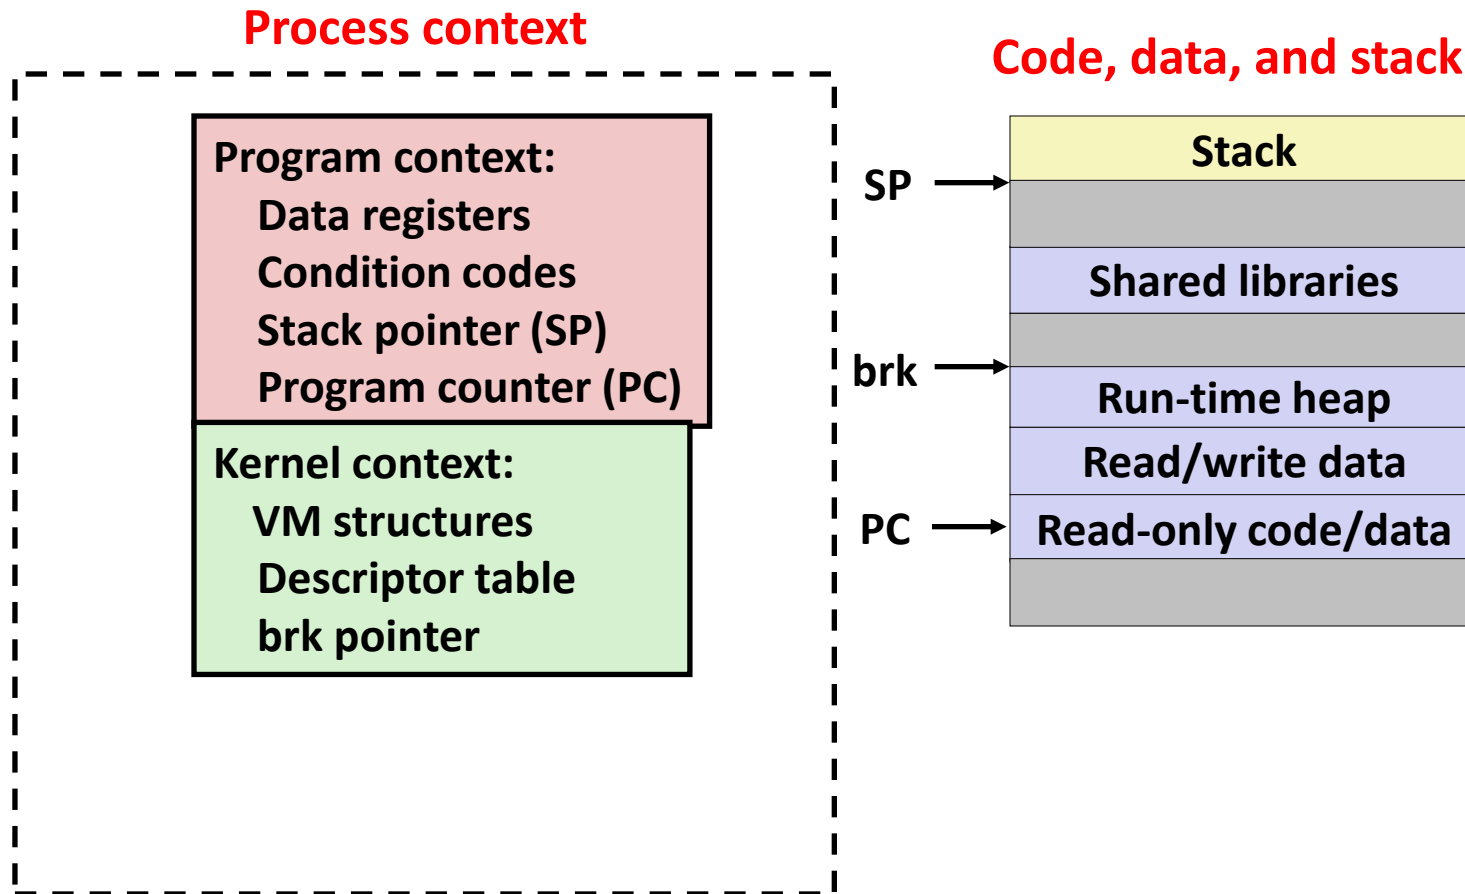 Process context
Program context:
Data registers
Condition codes
Stack pointer (SP)
Program counter (PC)
Kernel context:
VM structures
Descriptor table
brk pointer
Code, data, and stack
SP
Stack
Shared libraries
brk
Run-time heap
Read/write data
PC
Read-only code/data